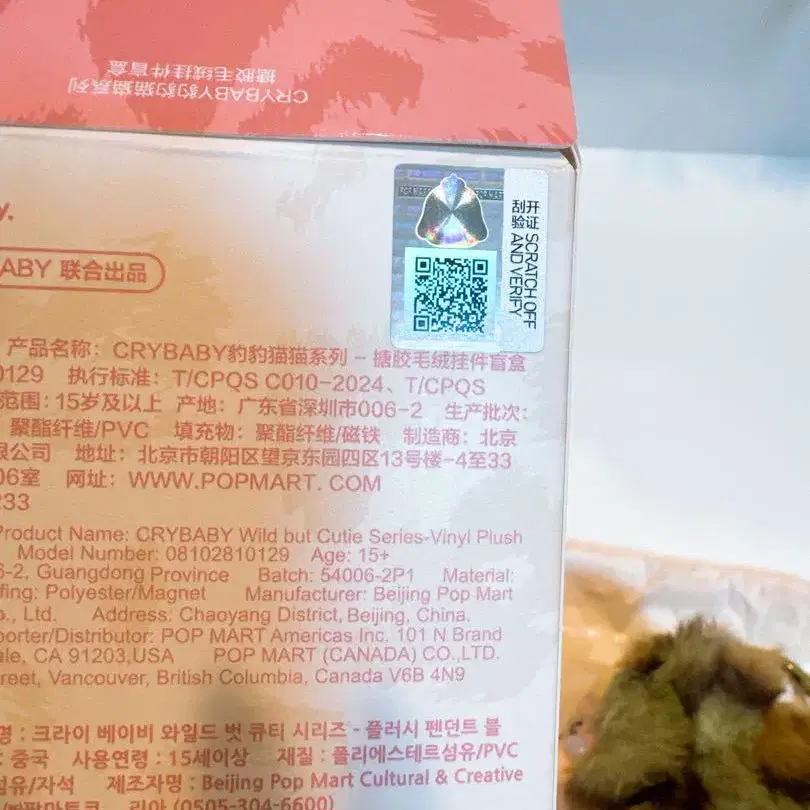 CRYBABY豹豹猫猫系列
搪胶毛绒挂件盲盒
y.
ABY 联合出品
开 SCRATCH OFF
刮 证 AND VERIFY
验
产品名称: CRYBABY豹豹猫猫系列 - 搪胶毛绒挂件盲盒
0129 执行标准: T/CPQS C010-2024、T/CPQS
范围: 15岁及以上 产地: 广东省深圳市006-2 生产批次:
聚酯纤维/PVC 填充物: 聚酯纤维/磁铁 制造商: 北京
限公司 地址: 北京市朝阳区望京东园四区13号楼-4至33
06室 网址: WWW.POPMART. COM
233
Product Name: CRYBABY Wild but Cutie Series-Vinyl Plush
Model Number: 08102810129 Age: 15+
6-2, Guangdong Province Batch: 54006-2P1 Material:
fing: Polyester/Magnet Manufacturer: Beijing Pop Mart
o., Ltd. Address: Chaoyang District, Beijing, China.
porter/Distributor: POP MART Americas Inc. 101 N Brand
ale, CA 91203,USA POP MART (CANADA) CO.,LTD.
reet, Vancouver, British Columbia, Canada V6B 4N9
명 : 크라이 베이비 와일드 벗 큐티 시리즈 - 플러시 펜던트 블
: 중국 사용연령 : 15세이상 재질 : 폴리에스테르섬유/PVC
섬유/자석 제조자명 : Beijing Pop Mart Cultural & Creative
㈜팝마트코리아 (0505-304-6600)